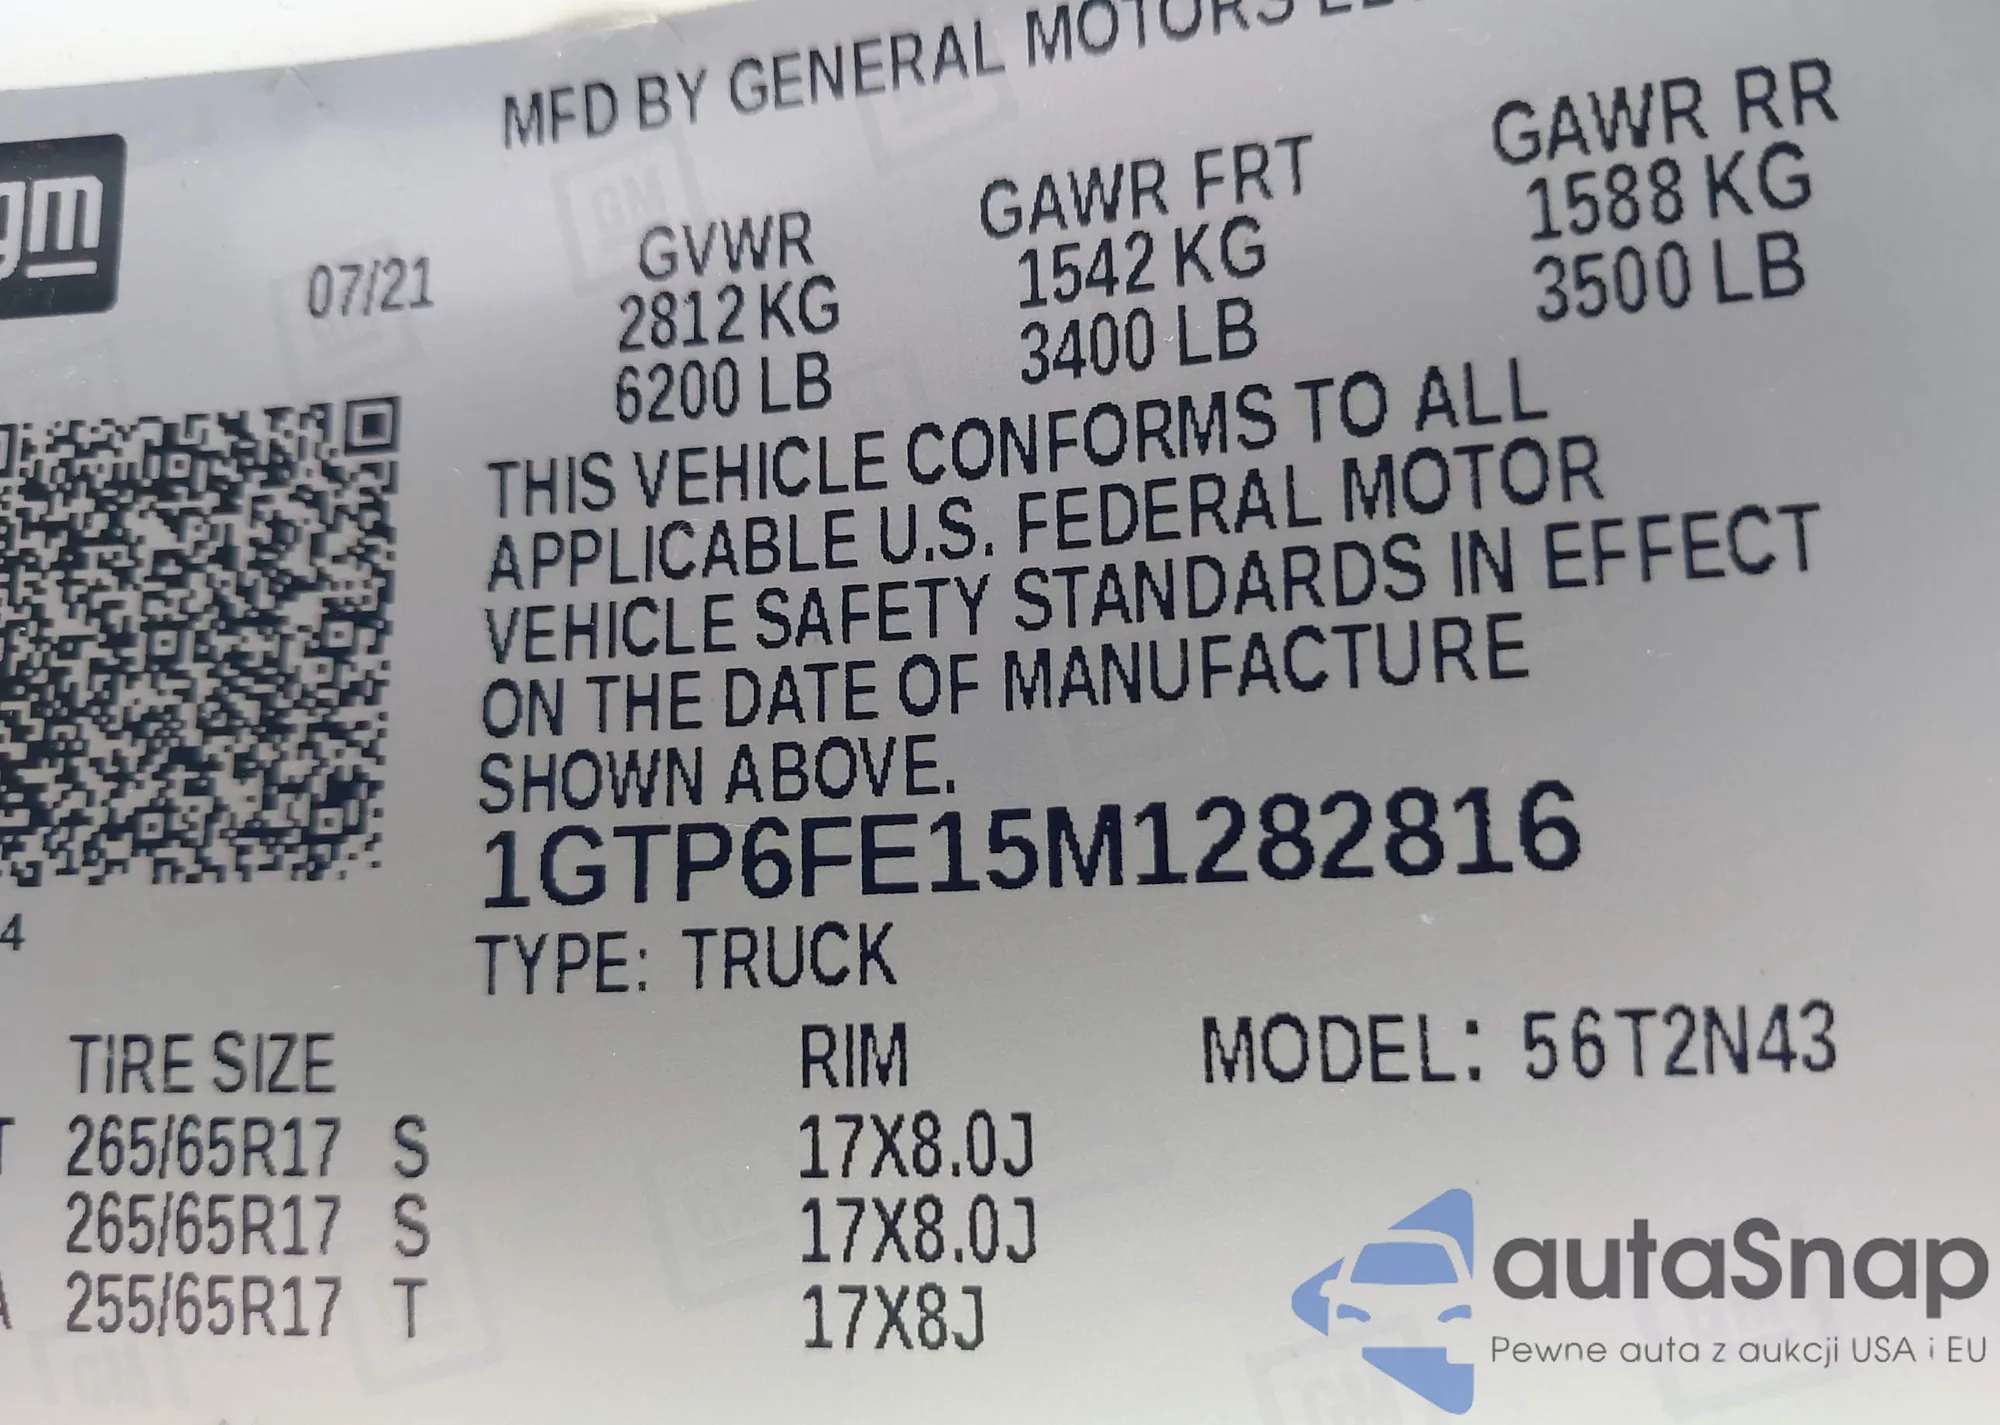 MFD BY GENERAL MOTORS
gm
07/21
GVWR
2812 KG
6200 LB
GAWR FRT
1542 KG
3400 LB
GAWR RR
1588 KG
3500 LB
THIS VEHICLE CONFORMS TO ALL
APPLICABLE U.S. FEDERAL MOTOR
VEHICLE SAFETY STANDARDS IN EFFECT
ON THE DATE OF MANUFACTURE
SHOWN ABOVE.
1GTP6FE15M1282816
4
TYPE: TRUCK
TIRE SIZE RIM MODEL: 56T2N43
T 265/65R17 S 17X8.0J
265/65R17 S 17X8.0J
A 255/65R17 T 17X8J
autaSnap
Pewne auta z aukcji USA i EU